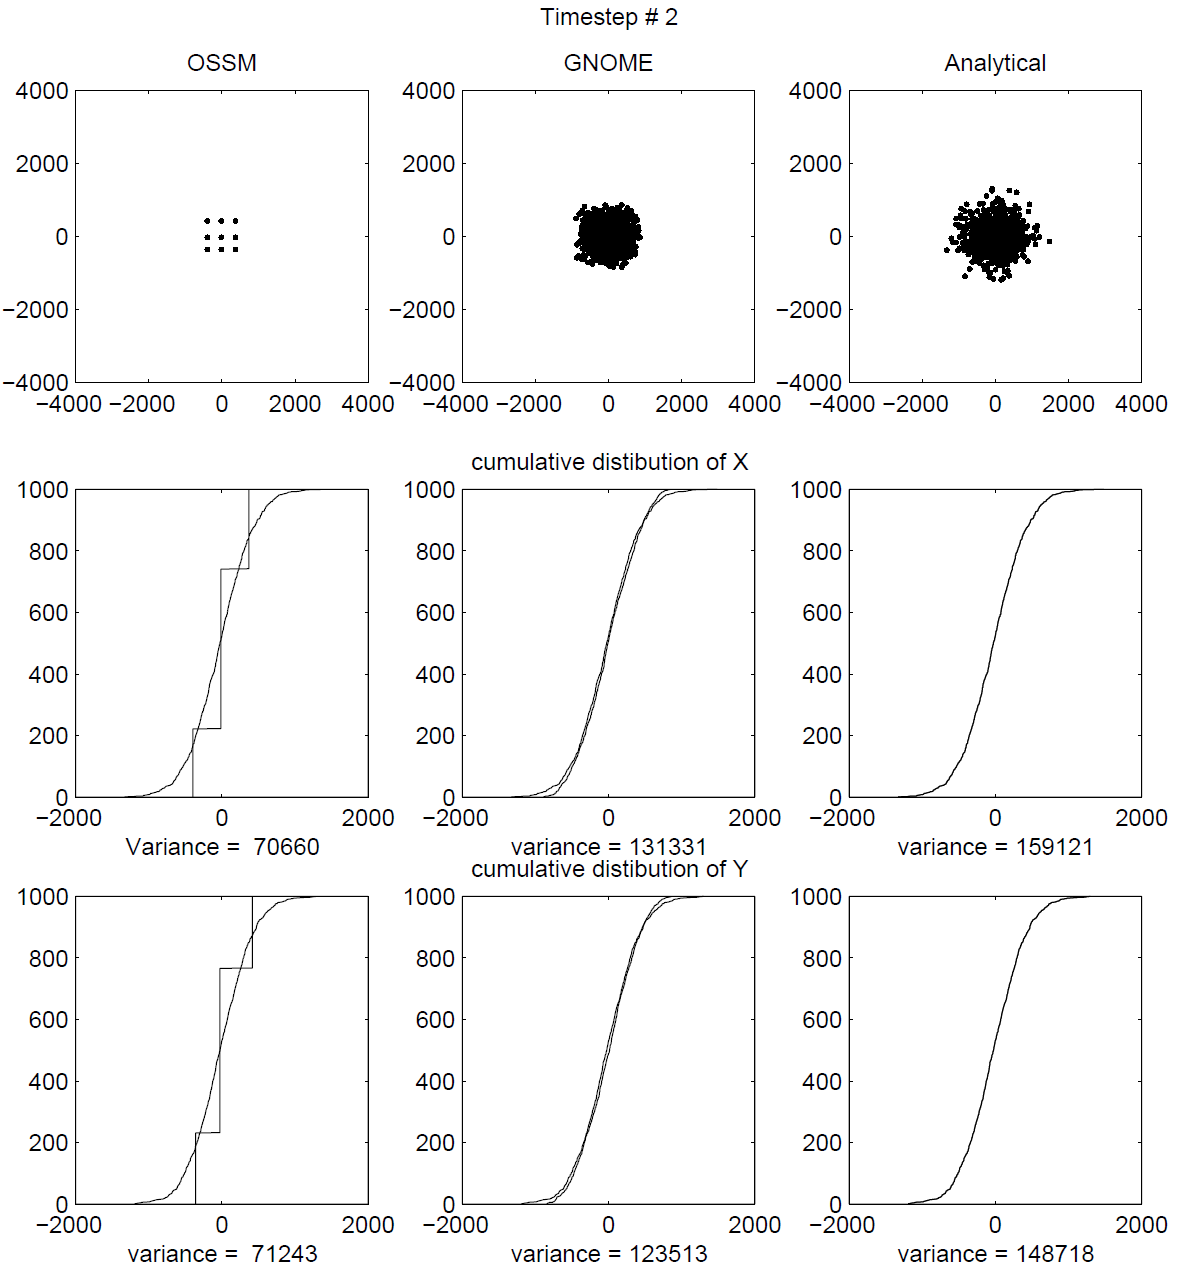 Timestep # 2
OSSM GNOME Analytical
4000 4000 4000
2000 2000 2000
0 0 0
−2000 −2000 −2000
−4000 −4000 −4000
−4000 −2000 0 2000 4000 −4000 −2000 0 2000 4000 −4000 −2000 0 2000 4000
cumulative distibution of X
1000 1000 1000
800 800 800
600 600 600
400 400 400
200 200 200
0 0 0
−2000 0 2000 −2000 0 2000 −2000 0 2000
Variance = 70660 variance = 131331 variance = 159121
cumulative distibution of Y
1000 1000 1000
800 800 800
600 600 600
400 400 400
200 200 200
0 0 0
−2000 0 2000 −2000 0 2000 −2000 0 2000
variance = 71243 variance = 123513 variance = 148718